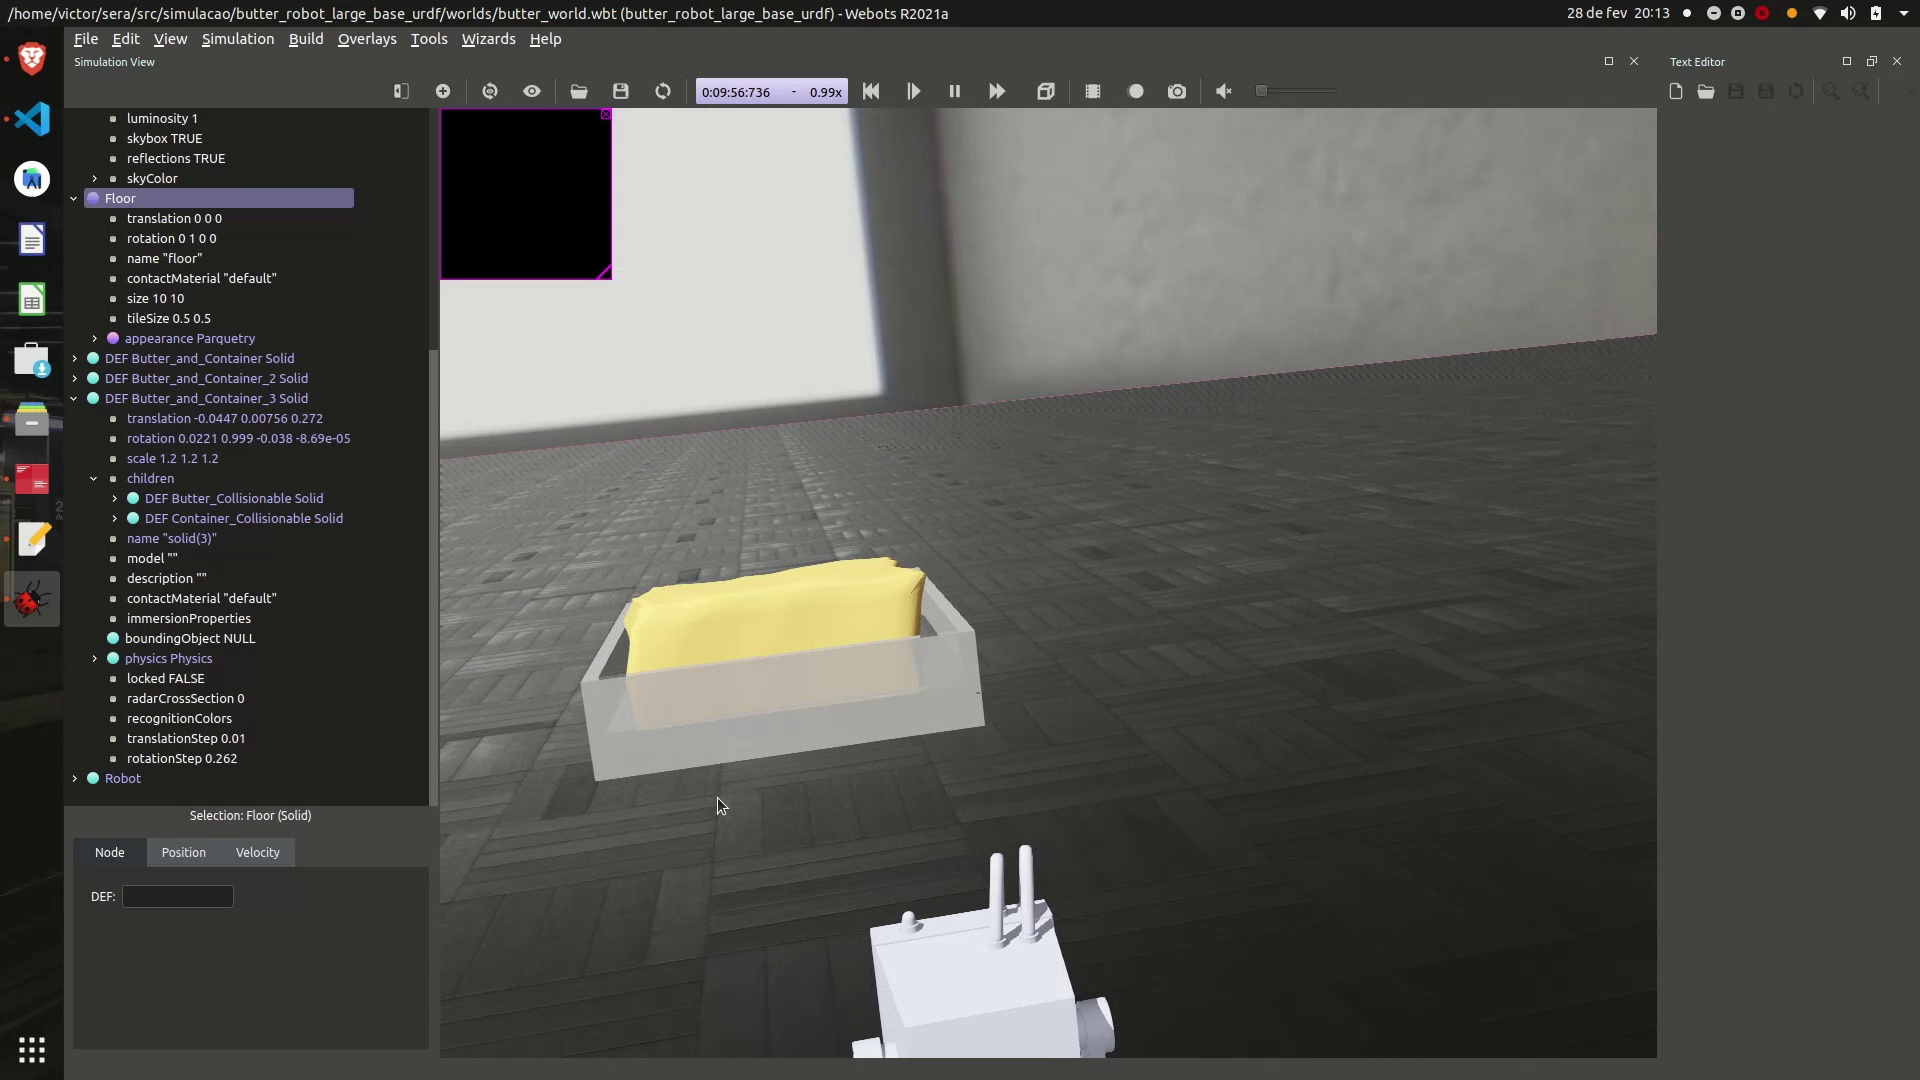 /home/victor/sera/src/simulacao/butter_robot_large_base_urdf/worlds/butter_world.wbt (butter_robot_large_base_urdf) - Webots R2021a
28 de fev 20:13
File Edit View Simulation Build Overlays Tools Wizards Help
Simulation View
Text Editor
0:09:56:736 - 0.99x
luminosity 1
skybox TRUE
reflections TRUE
skyColor
Floor
translation 0 0 0
rotation 0 1 0 0
name "floor"
contactMaterial "default"
size 10 10
tileSize 0.5 0.5
appearance Parquetry
DEF Butter_and_Container Solid
DEF Butter_and_Container_2 Solid
DEF Butter_and_Container_3 Solid
translation -0.0447 0.00756 0.272
rotation 0.0221 0.999 -0.038 -8.69e-05
scale 1.2 1.2 1.2
children
DEF Butter_Collisionable Solid
DEF Container_Collisionable Solid
name "solid(3)"
model ""
description ""
contactMaterial "default"
immersionProperties
boundingObject NULL
physics Physics
locked FALSE
radarCrossSection 0
recognitionColors
translationStep 0.01
rotationStep 0.262
Robot
Selection: Floor (Solid)
Node Position Velocity
DEF: